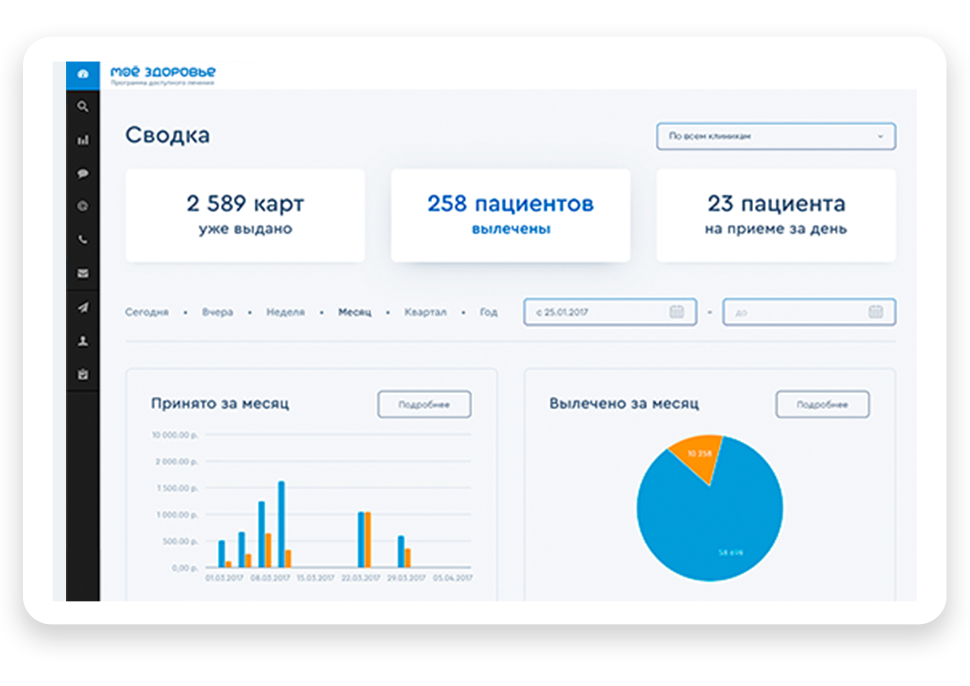 моё здоровье
Программа доступного лечения
Сводка
По всем клиникам
2 589 карт
уже выдано
258 пациентов
вылечены
23 пациента
на приеме за день
Сегодня • Вчера • Неделя • Месяц • Квартал • Год
с 25.01.2017 - до
Принято за месяц
Подробнее
10 000.00 р.
2 000.00 р.
1 500.00 р.
1 000.00 р.
500.00 р.
0,00 р.
01.03.2017 08.03.2017 15.03.2017 22.03.2017 29.03.2017 05.04.2017
Вылечено за месяц
Подробнее
10 258